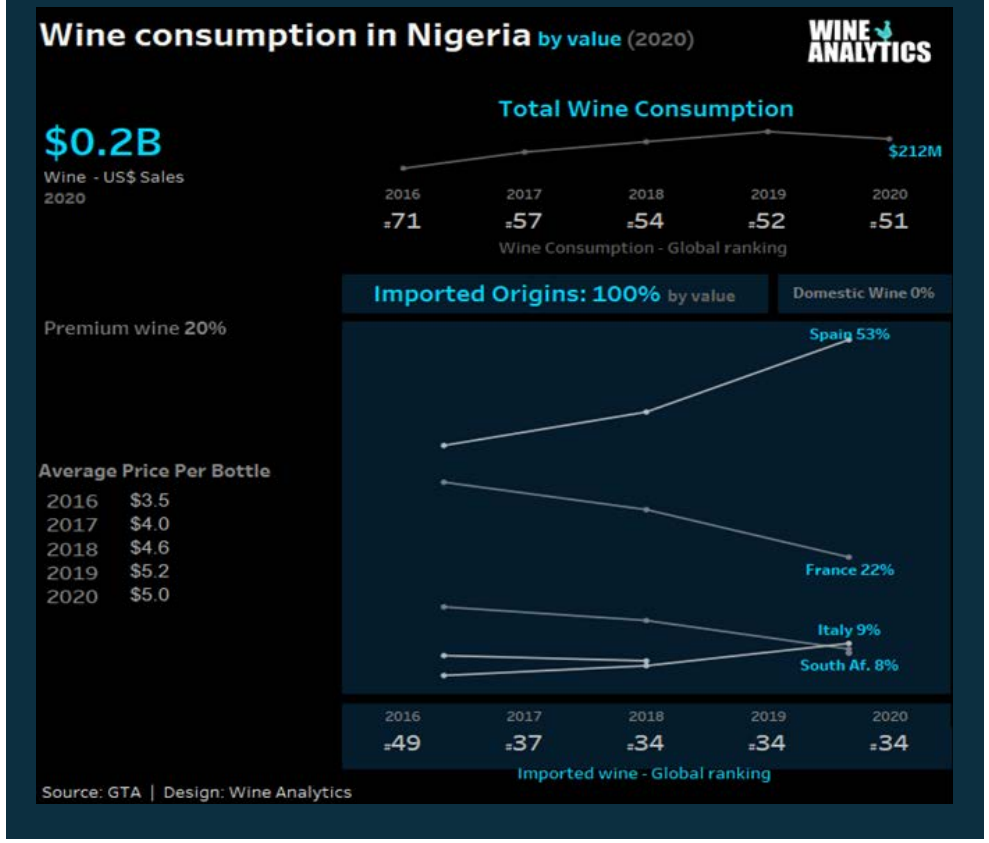 Wine consumption in Nigeria by value (2020)
WINE
ANALYTICS
$0.2B
Wine - US$ Sales
2020
Total Wine Consumption
$212M
2016 2017 2018 2019 2020
#71 #57 #54 #52 #51
Wine Consumption - Global ranking
Imported Origins: 100% by value
Domestic Wine 0%
Premium wine 20%
Spain 53%
Average Price Per Bottle
2016 $3.5
2017 $4.0
2018 $4.6
2019 $5.2
2020 $5.0
France 22%
Italy 9%
South Af. 8%
2016 2017 2018 2019 2020
#49 #37 #34 #34 #34
Imported wine - Global ranking
Source: GTA | Design: Wine Analytics